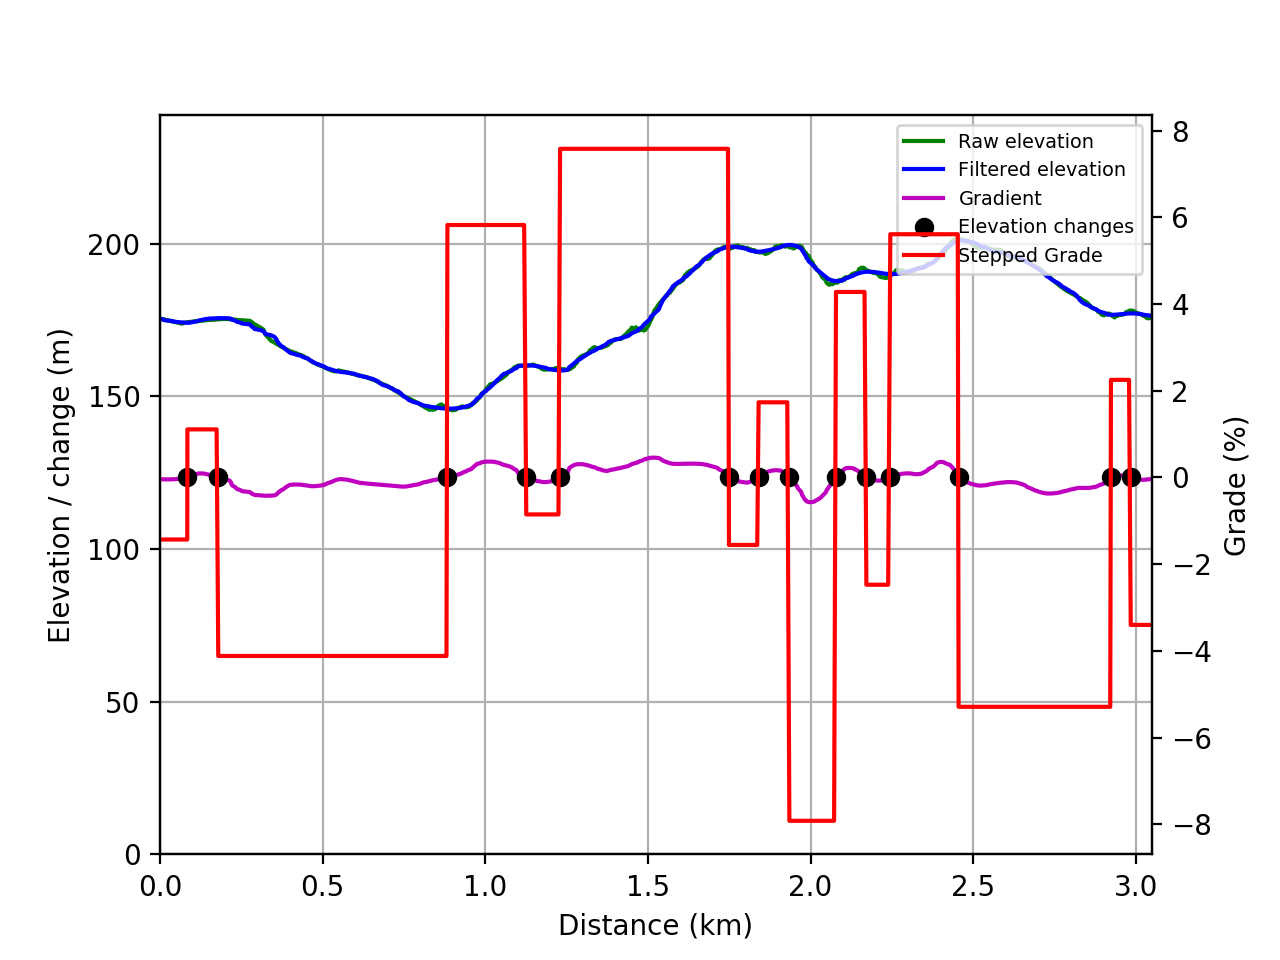 Raw elevation
Filtered elevation
Gradient
Elevation changes
Stepped Grade
200
150
100
50
0
Elevation / change (m)
8
6
4
2
0
−2
−4
−6
−8
Grade (%)
0.0 0.5 1.0 1.5 2.0 2.5 3.0
Distance (km)